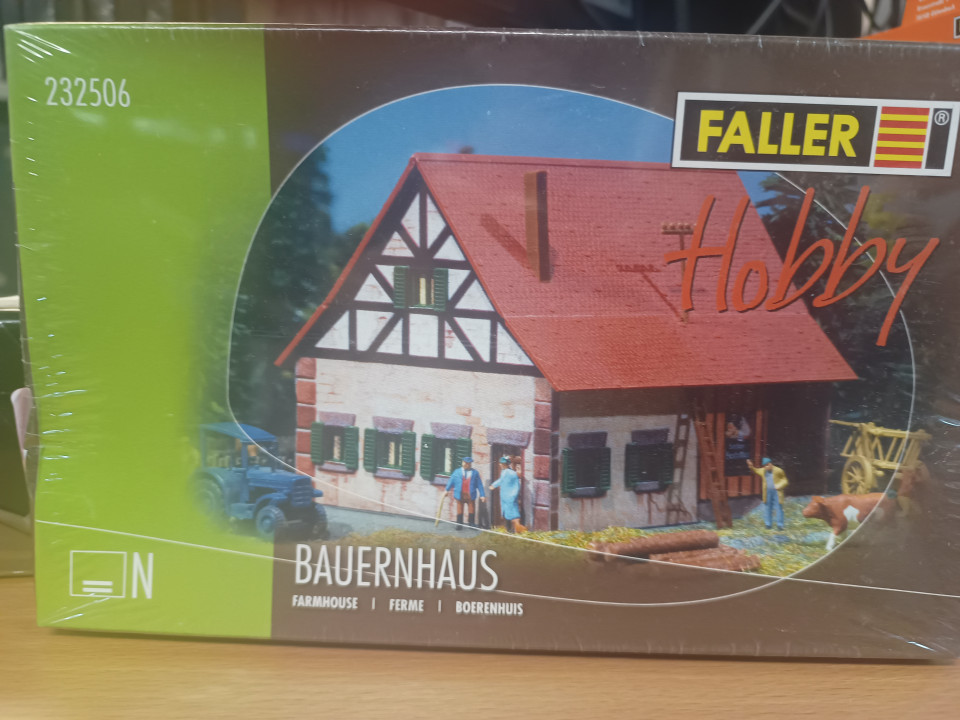 232506
FALLER®
Hobby
N
BAUERNHAUS
FARMHOUSE | FERME | BOERENHUIS